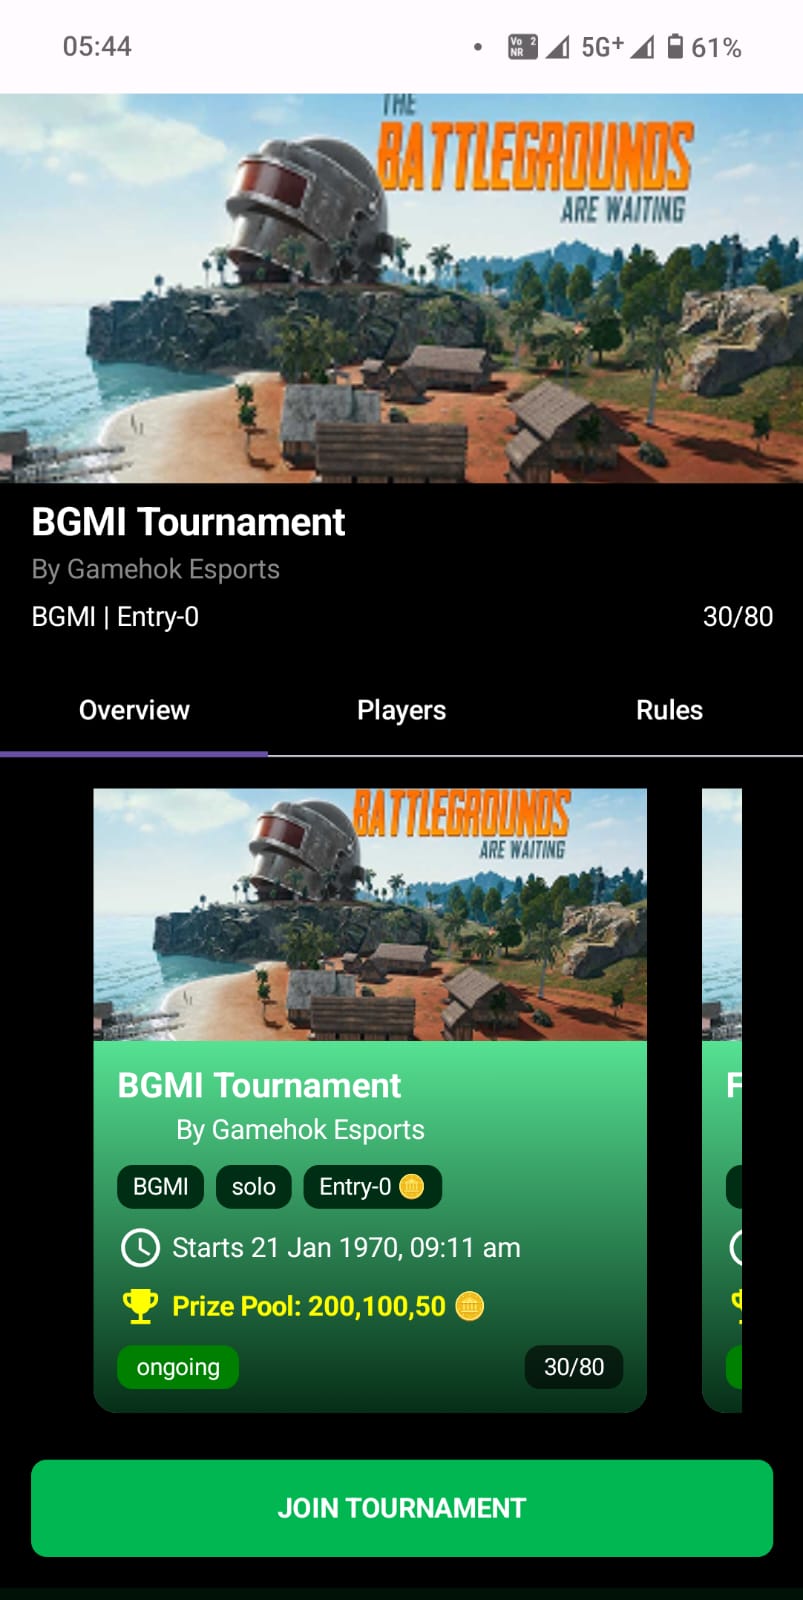 05:44
Vo 2 NR 5G+ 61%
THE
BATTLEGROUNDS
ARE WAITING
BGMI Tournament
By Gamehok Esports
BGMI | Entry-0 30/80
Overview Players Rules
BATTLEGROUNDS
ARE WAITING
BGMI Tournament F
By Gamehok Esports
BGMI solo Entry-0
Starts 21 Jan 1970, 09:11 am
Prize Pool: 200,100,50
ongoing 30/80
JOIN TOURNAMENT